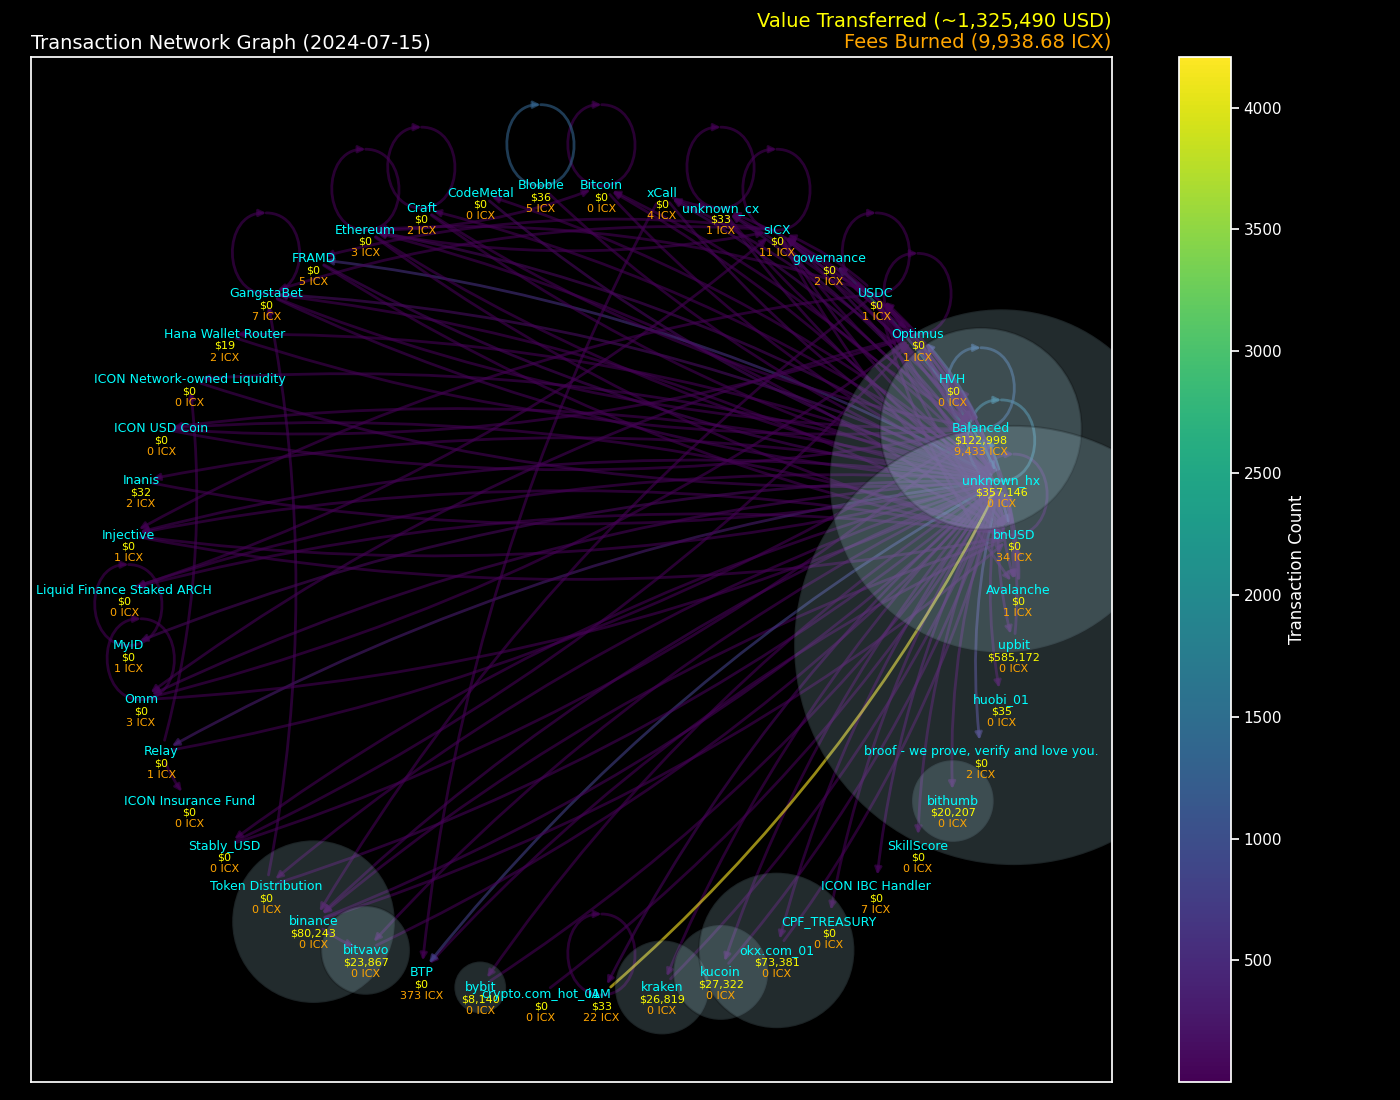 Value Transferred (~1,325,490 USD)
Transaction Network Graph (2024-07-15)
Fees Burned (9,938.68 ICX)
Blobble
$36
5 ICX
Bitcoin
$0
0 ICX
CodeMetal
$0
0 ICX
xCall
$0
4 ICX
Craft
$0
2 ICX
unknown_cx
$33
1 ICX
Ethereum
$0
3 ICX
sICX
$0
11 ICX
FRAMD
$0
5 ICX
governance
$0
2 ICX
GangstaBet
$0
7 ICX
USDC
$0
1 ICX
Hana Wallet Router
$19
2 ICX
Optimus
$0
1 ICX
ICON Network-owned Liquidity
$0
0 ICX
HVH
$0
0 ICX
ICON USD Coin
$0
0 ICX
Balanced
$122,998
9,433 ICX
Inanis
$32
2 ICX
unknown_hx
$357,146
0 ICX
Injective
$0
1 ICX
bnUSD
$0
34 ICX
Liquid Finance Staked ARCH
$0
0 ICX
Avalanche
$0
1 ICX
MyID
$0
1 ICX
upbit
$585,172
0 ICX
Omm
$0
3 ICX
huobi_01
$35
0 ICX
Relay
$0
1 ICX
broof - we prove, verify and love you.
$0
2 ICX
ICON Insurance Fund
$0
0 ICX
bithumb
$20,207
0 ICX
Stably_USD
$0
0 ICX
SkillScore
$0
0 ICX
Token Distribution
$0
0 ICX
ICON IBC Handler
$0
7 ICX
binance
$80,243
0 ICX
CPF_TREASURY
$0
0 ICX
bitvavo
$23,867
0 ICX
okx.com_01
$73,381
0 ICX
BTP
$0
373 ICX
kucoin
$27,322
0 ICX
bybit
$8,140
0 ICX
crypto.com_hot_01
$0
0 ICX
IAM
$33
22 ICX
kraken
$26,819
0 ICX
4000
3500
3000
2500
2000
1500
1000
500
Transaction Count